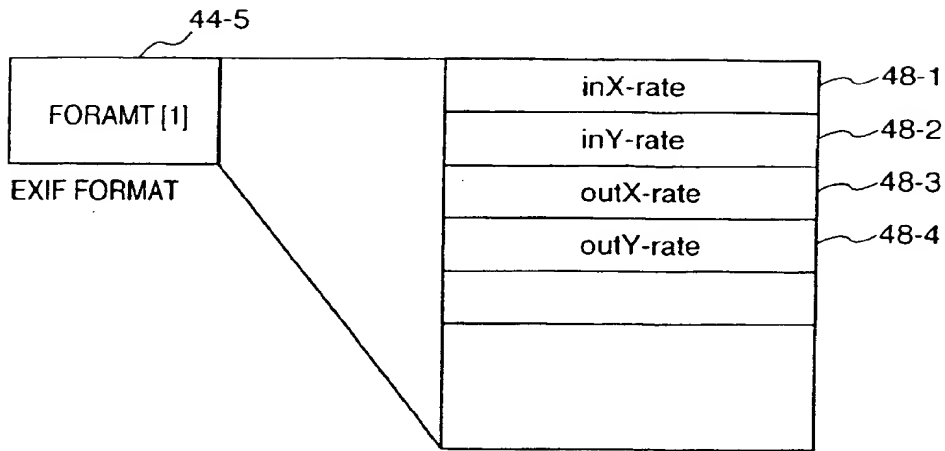 44-5
FORAMT [1]
EXIF FORMAT
inX-rate
48-1
inY-rate
48-2
outX-rate
48-3
outY-rate
48-4